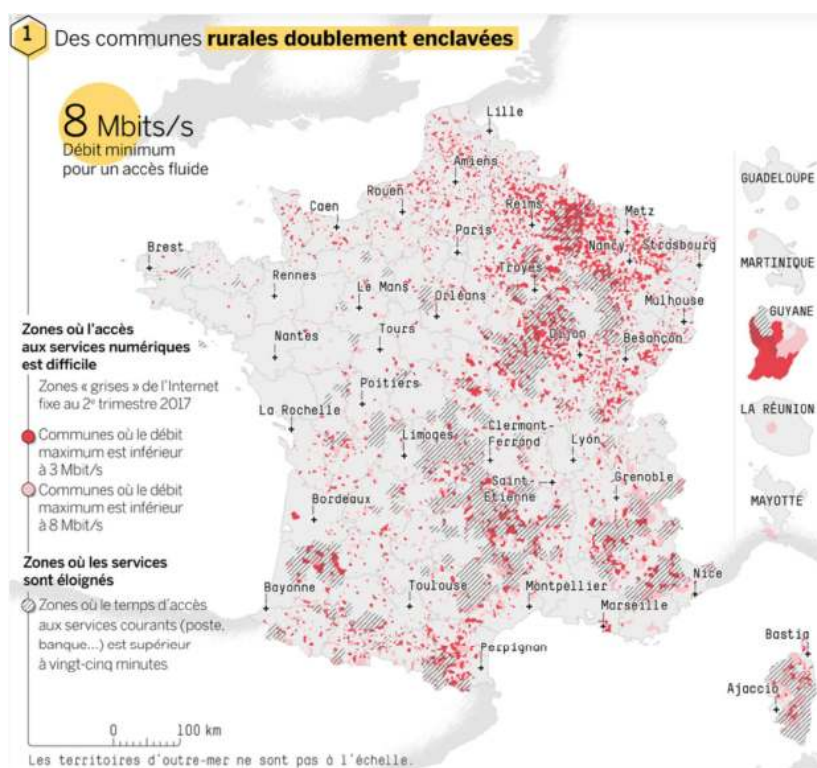 1 Des communes rurales doublement enclavées
8 Mbits/s
Débit minimum
pour un accès fluide
Zones où l'accès
aux services numériques
est difficile
Zones « grises » de l'Internet
fixe au 2e trimestre 2017
Communes où le débit
maximum est inférieur
à 3 Mbit/s
Communes où le débit
maximum est inférieur
à 8 Mbit/s
Zones où les services
sont éloignés
Zones où le temps d'accès
aux services courants (poste,
banque...) est supérieur
à vingt-cinq minutes
0 100 km
Les territoires d'outre-mer ne sont pas à l'échelle.
Lille
Amiens
Rouen
Caen
Reims
Metz
Paris
Nancy
Strasbourg
Brest
Troyes
Rennes
Le Mans
Orléans
Mulhouse
Nantes
Tours
Dijon
Besançon
Poitiers
La Rochelle
Limoges
Clermont-
Ferrand
Lyon
Saint-
Etienne
Grenoble
Bordeaux
Bayonne
Toulouse
Montpellier
Nice
Marseille
Perpignan
Bastia
Ajaccio
GUADELOUPE
MARTINIQUE
GUYANE
LA RÉUNION
MAYOTTE